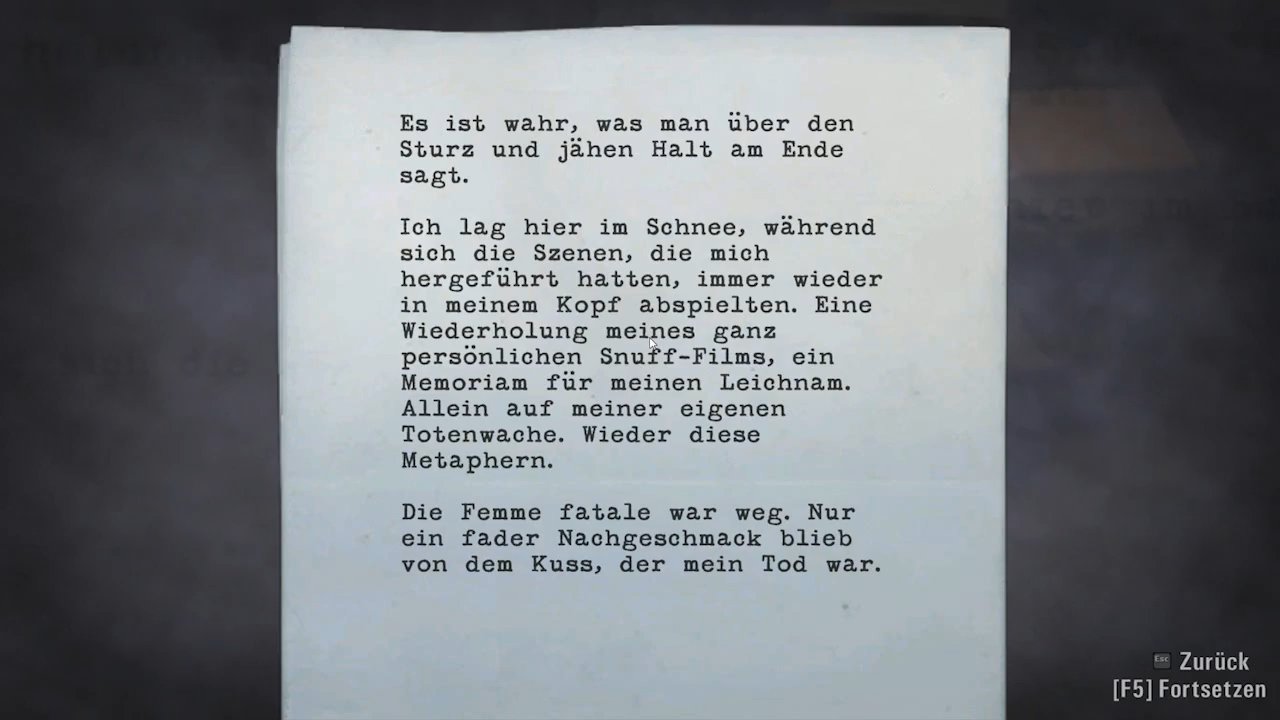 Es ist wahr, was man über den
Sturz und jähen Halt am Ende
sagt.
Ich lag hier im Schnee, während
sich die Szenen, die mich
hergeführt hatten, immer wieder
in meinem Kopf abspielten. Eine
Wiederholung meines ganz
persönlichen Snuff-Films, ein
Memoriam für meinen Leichnam.
Allein auf meiner eigenen
Totenwache. Wieder diese
Metaphern.
Die Femme fatale war weg. Nur
ein fader Nachgeschmack blieb
von dem Kuss, der mein Tod war.
Esc Zurück
[F5] Fortsetzen